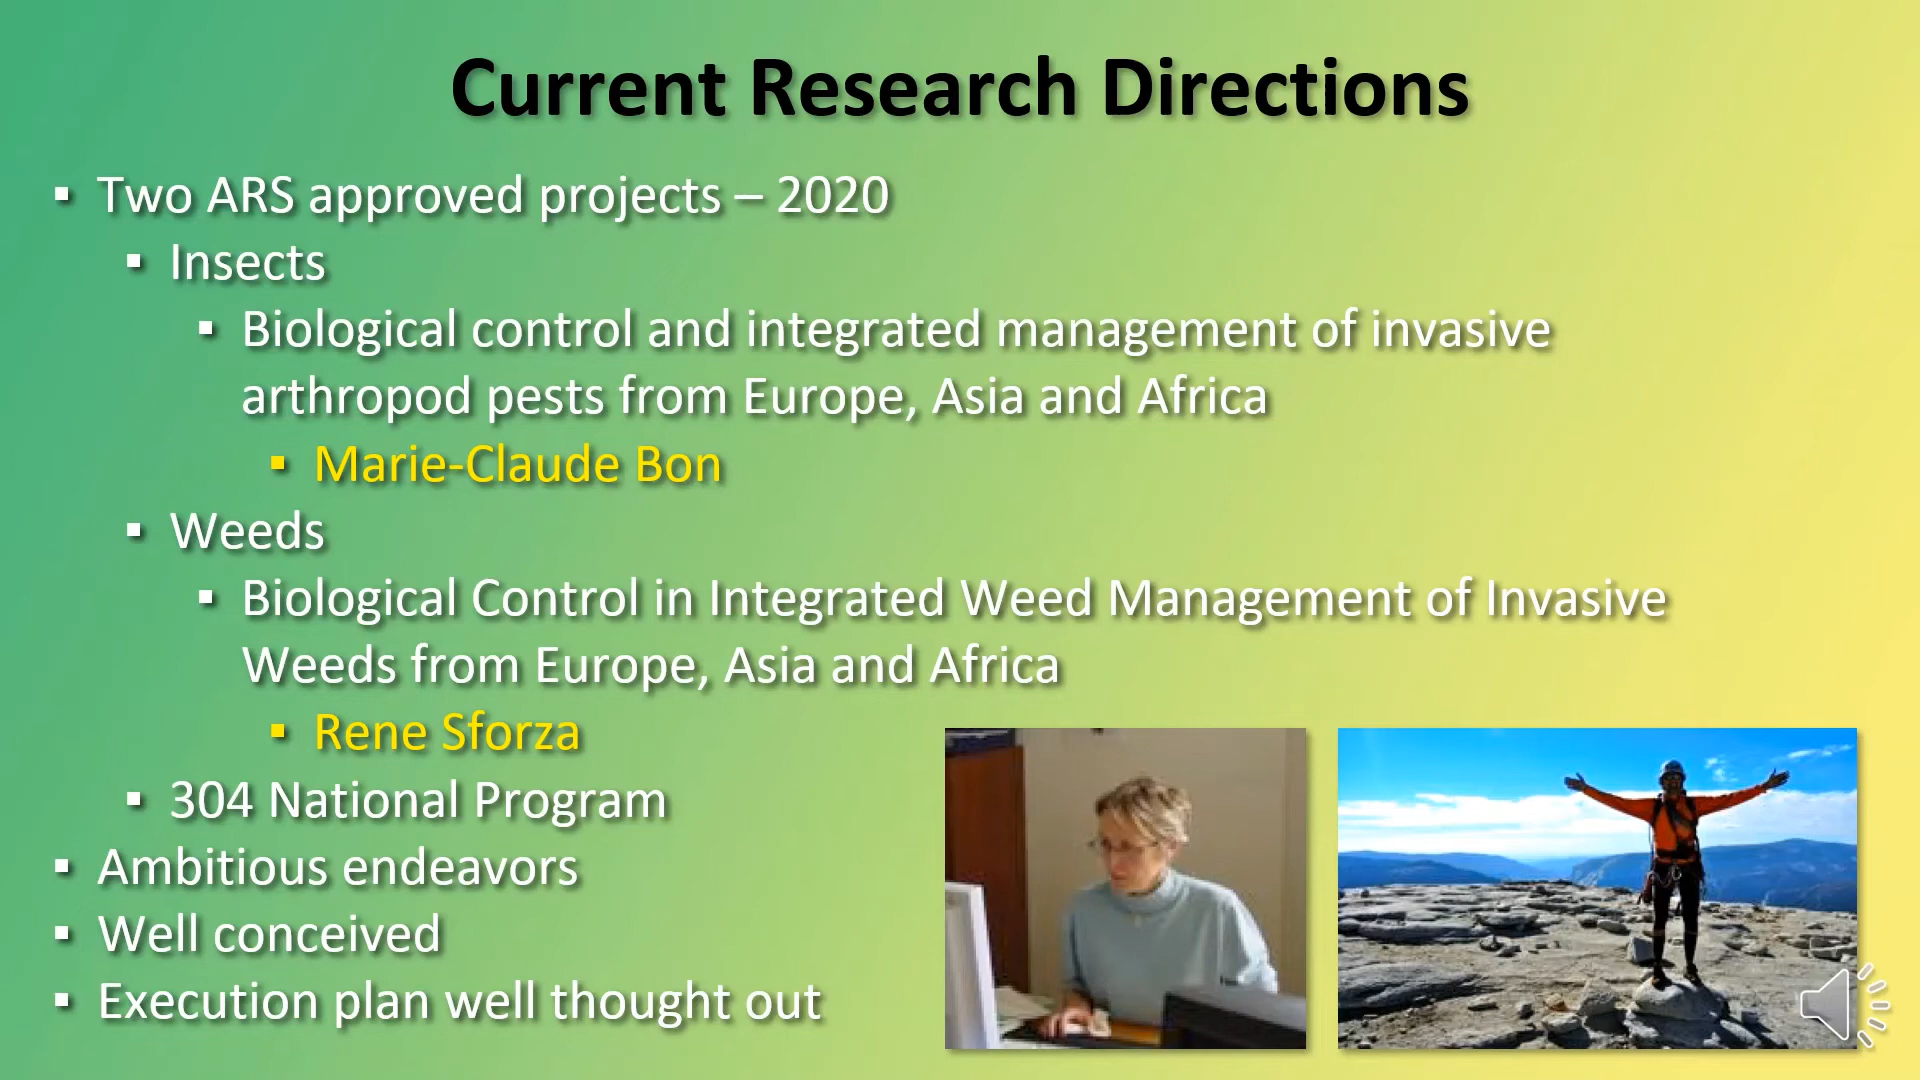 Current Research Directions
▪ Two ARS approved projects – 2020
▪ Insects
▪ Biological control and integrated management of invasive
arthropod pests from Europe, Asia and Africa
▪ Marie-Claude Bon
▪ Weeds
▪ Biological Control in Integrated Weed Management of Invasive
Weeds from Europe, Asia and Africa
▪ Rene Sforza
▪ 304 National Program
▪ Ambitious endeavors
▪ Well conceived
▪ Execution plan well thought out